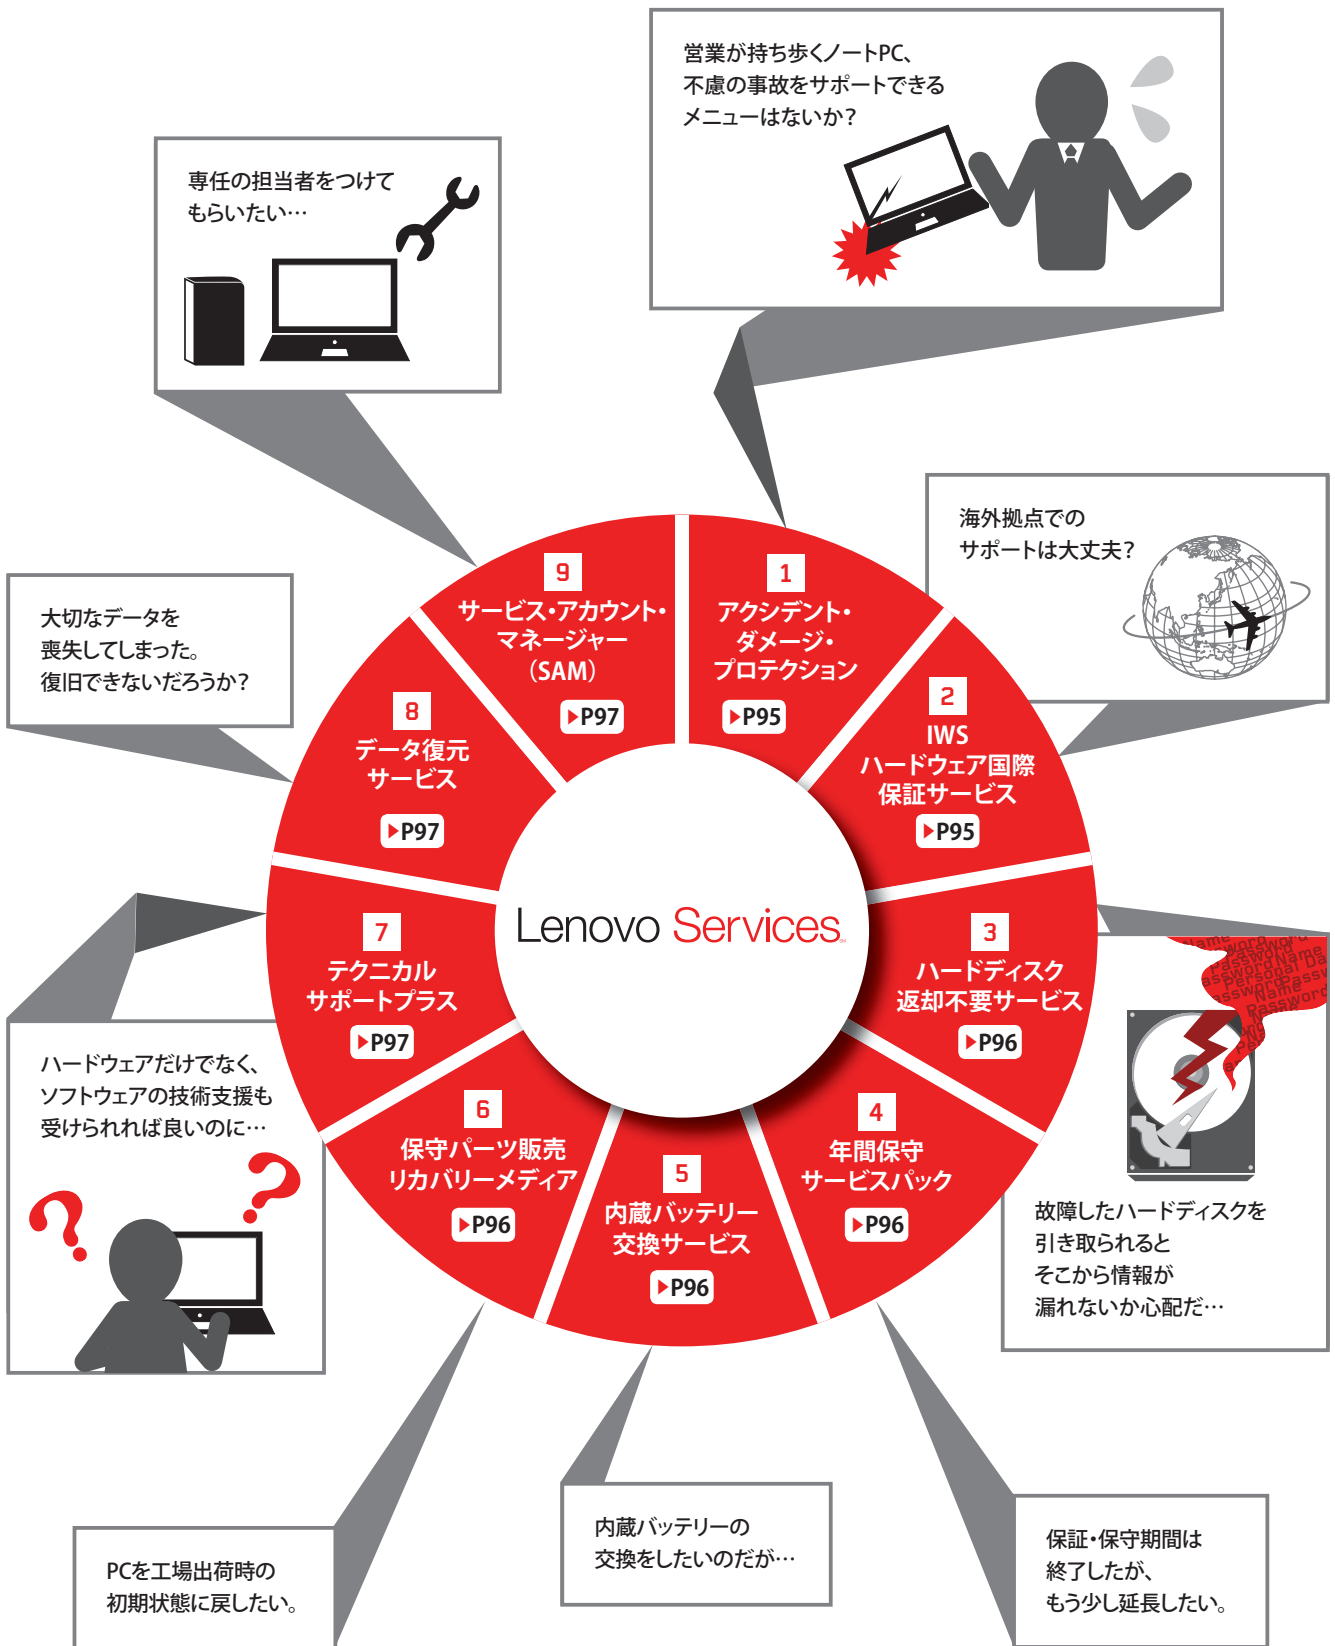 営業が持ち歩くノートPC、
不慮の事故をサポートできる
メニューはないか？
専任の担当者をつけて
もらいたい…
海外拠点での
サポートは大丈夫？
大切なデータを
喪失してしまった。
復旧できないだろうか？
9
サービス・アカウント・
マネージャー
（SAM）
▶P97
1
アクシデント・
ダメージ・
プロテクション
▶P95
2
IWS
ハードウェア国際
保証サービス
▶P95
8
データ復元
サービス
▶P97
Lenovo Services
3
ハードディスク
返却不要サービス
▶P96
7
テクニカル
サポートプラス
▶P97
4
年間保守
サービスパック
▶P96
6
保守パーツ販売
リカバリーメディア
▶P96
5
内蔵バッテリー
交換サービス
▶P96
ハードウェアだけでなく、
ソフトウェアの技術支援も
受けられれば良いのに…
Name
Password
Password Name
Personal Da
Password
Name
Password
故障したハードディスクを
引き取られると
そこから情報が
漏れないか心配だ…
PCを工場出荷時の
初期状態に戻したい。
内蔵バッテリーの
交換をしたいのだが…
保証・保守期間は
終了したが、
もう少し延長したい。